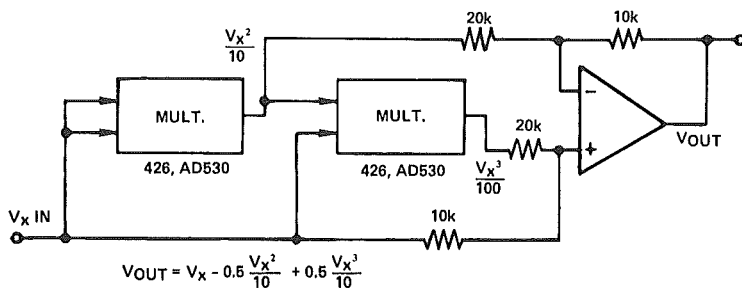 20k
10k
Vx²/10
MULT.
426, AD530
MULT.
426, AD530
20k
Vx³/100
−
+
VOUT
Vx IN
10k
VOUT = Vx − 0.5 Vx²/10 + 0.5 Vx³/10